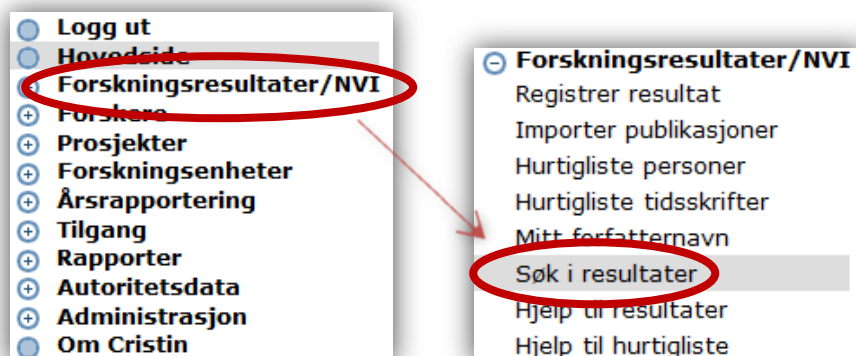 Logg ut
Hovedside
Forskningsresultater/NVI
Forskere
Prosjekter
Forskningsenheter
Årsrapportering
Tilgang
Rapporter
Autoritetsdata
Administrasjon
Om Cristin
Forskningsresultater/NVI
Registrer resultat
Importer publikasjoner
Hurtigliste personer
Hurtigliste tidsskrifter
Mitt forfatternavn
Søk i resultater
Hjelp til resultater
Hjelp til hurtigliste